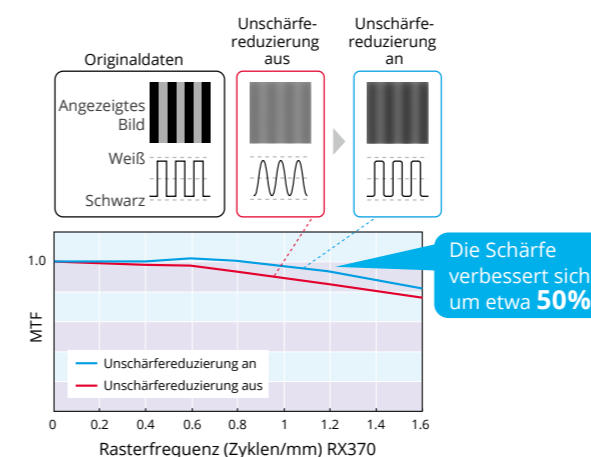 Originaldaten
Unschärfe-
reduzierung
aus
Unschärfe-
reduzierung
an
Angezeigtes
Bild
Weiß
Schwarz
1.0
MTF
Die Schärfe
verbessert sich
um etwa 50%
Unschärfereduzierung an
Unschärfereduzierung aus
0 0.2 0.4 0.6 0.8 1 1.2 1.4 1.6
Rasterfrequenz (Zyklen/mm) RX370